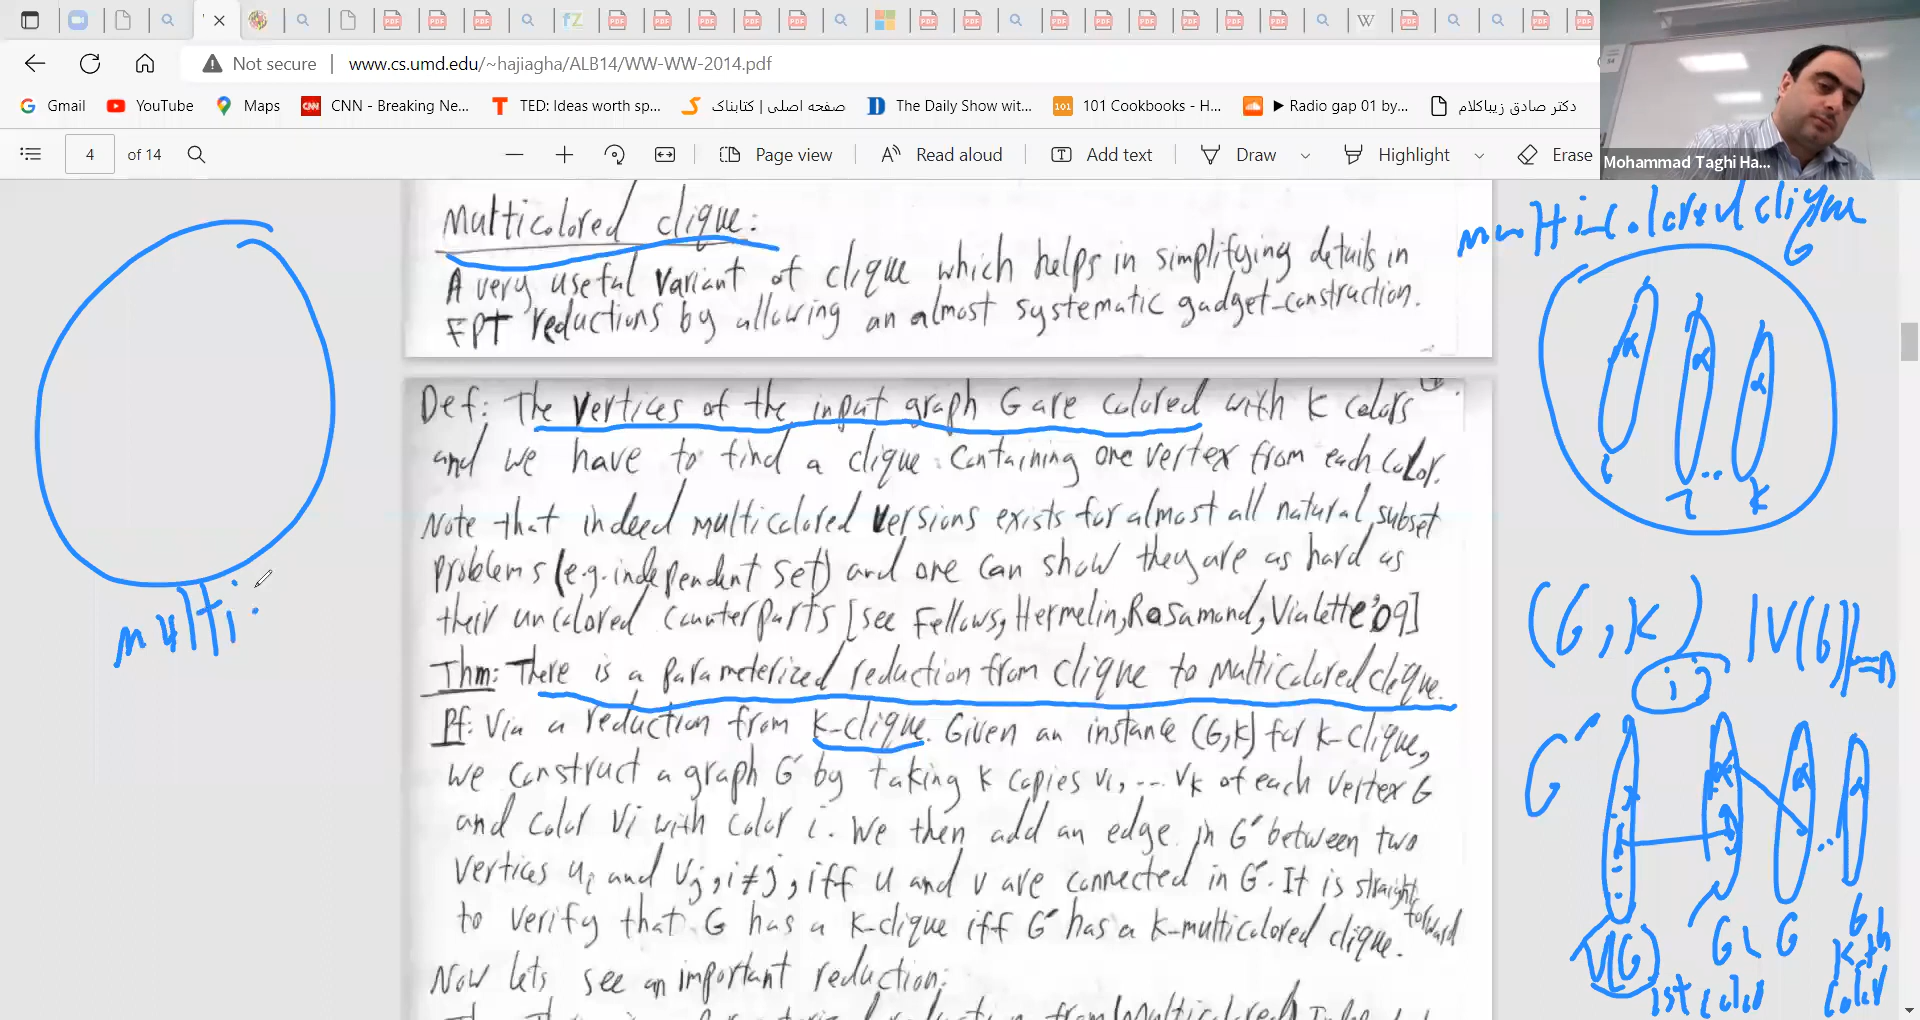 Not secure | www.cs.umd.edu/~hajiagha/ALB14/WW-WW-2014.pdf
Gmail YouTube Maps CNN - Breaking Ne... TED: Ideas worth sp... صفحه اصلی | کتابناک The Daily Show wit... 101 Cookbooks - H... ▶ Radio gap 01 by... دکتر صادق زیباکلام
4 of 14 Page view Read aloud Add text Draw Highlight Erase
Mohammad Taghi Ha...
Multicolored clique:
A very useful variant of clique which helps in simplifying details in
FPT reductions by allowing an almost systematic gadget-construction.
Def: The vertices of the input graph G are colored with K colors
and we have to find a clique containing one vertex from each color.
Note that indeed multicolored versions exists for almost all natural subset
problems (e.g. independent set) and one can show they are as hard as
their uncolored counterparts [see Fellows, Hermelin, Rosamond, Vialette'09]
Thm: There is a parameterized reduction from clique to multicolored clique.
Pf: Via a reduction from K-clique. Given an instance (G,K) for K-clique,
we construct a graph G' by taking K copies v1, ... vk of each vertex G
and color vi with color i. We then add an edge in G' between two
vertices ui and vj, i≠j, iff u and v are connected in G. It is straight
forward
to verify that G has a K-clique iff G' has a K-multicolored clique.
Now lets see an important reduction:
multi
multicolored clique
G
K
(G, K) |V(G)|=n
i
G'
V(G) G G G
1st color
K-th
color